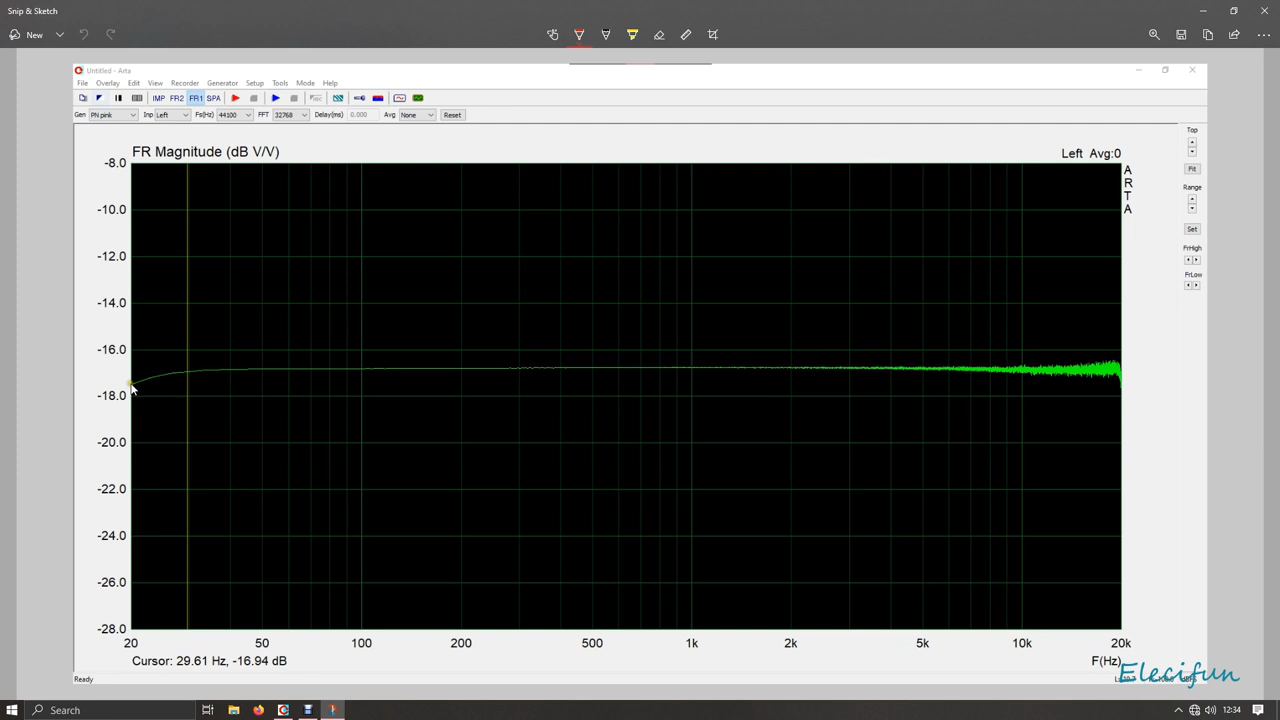 Snip & Sketch
New
Untitled - Arta
File Overlay Edit View Recorder Generator Setup Tools Mode Help
IMP FR2 FR1 SPA
Gen PN pink Inp Left Fs(Hz) 44100 FFT 32768 Delay(ms) 0.000 Avg None Reset
FR Magnitude (dB V/V)
Left Avg:0
Top
Fit
Range
Set
FrHigh
FrLow
A
R
T
A
-8.0
-10.0
-12.0
-14.0
-16.0
-18.0
-20.0
-22.0
-24.0
-26.0
-28.0
20 50 100 200 500 1k 2k 5k 10k 20k
Cursor: 29.61 Hz, -16.94 dB
F(Hz)
Elecifun
Ready
Search
12:34